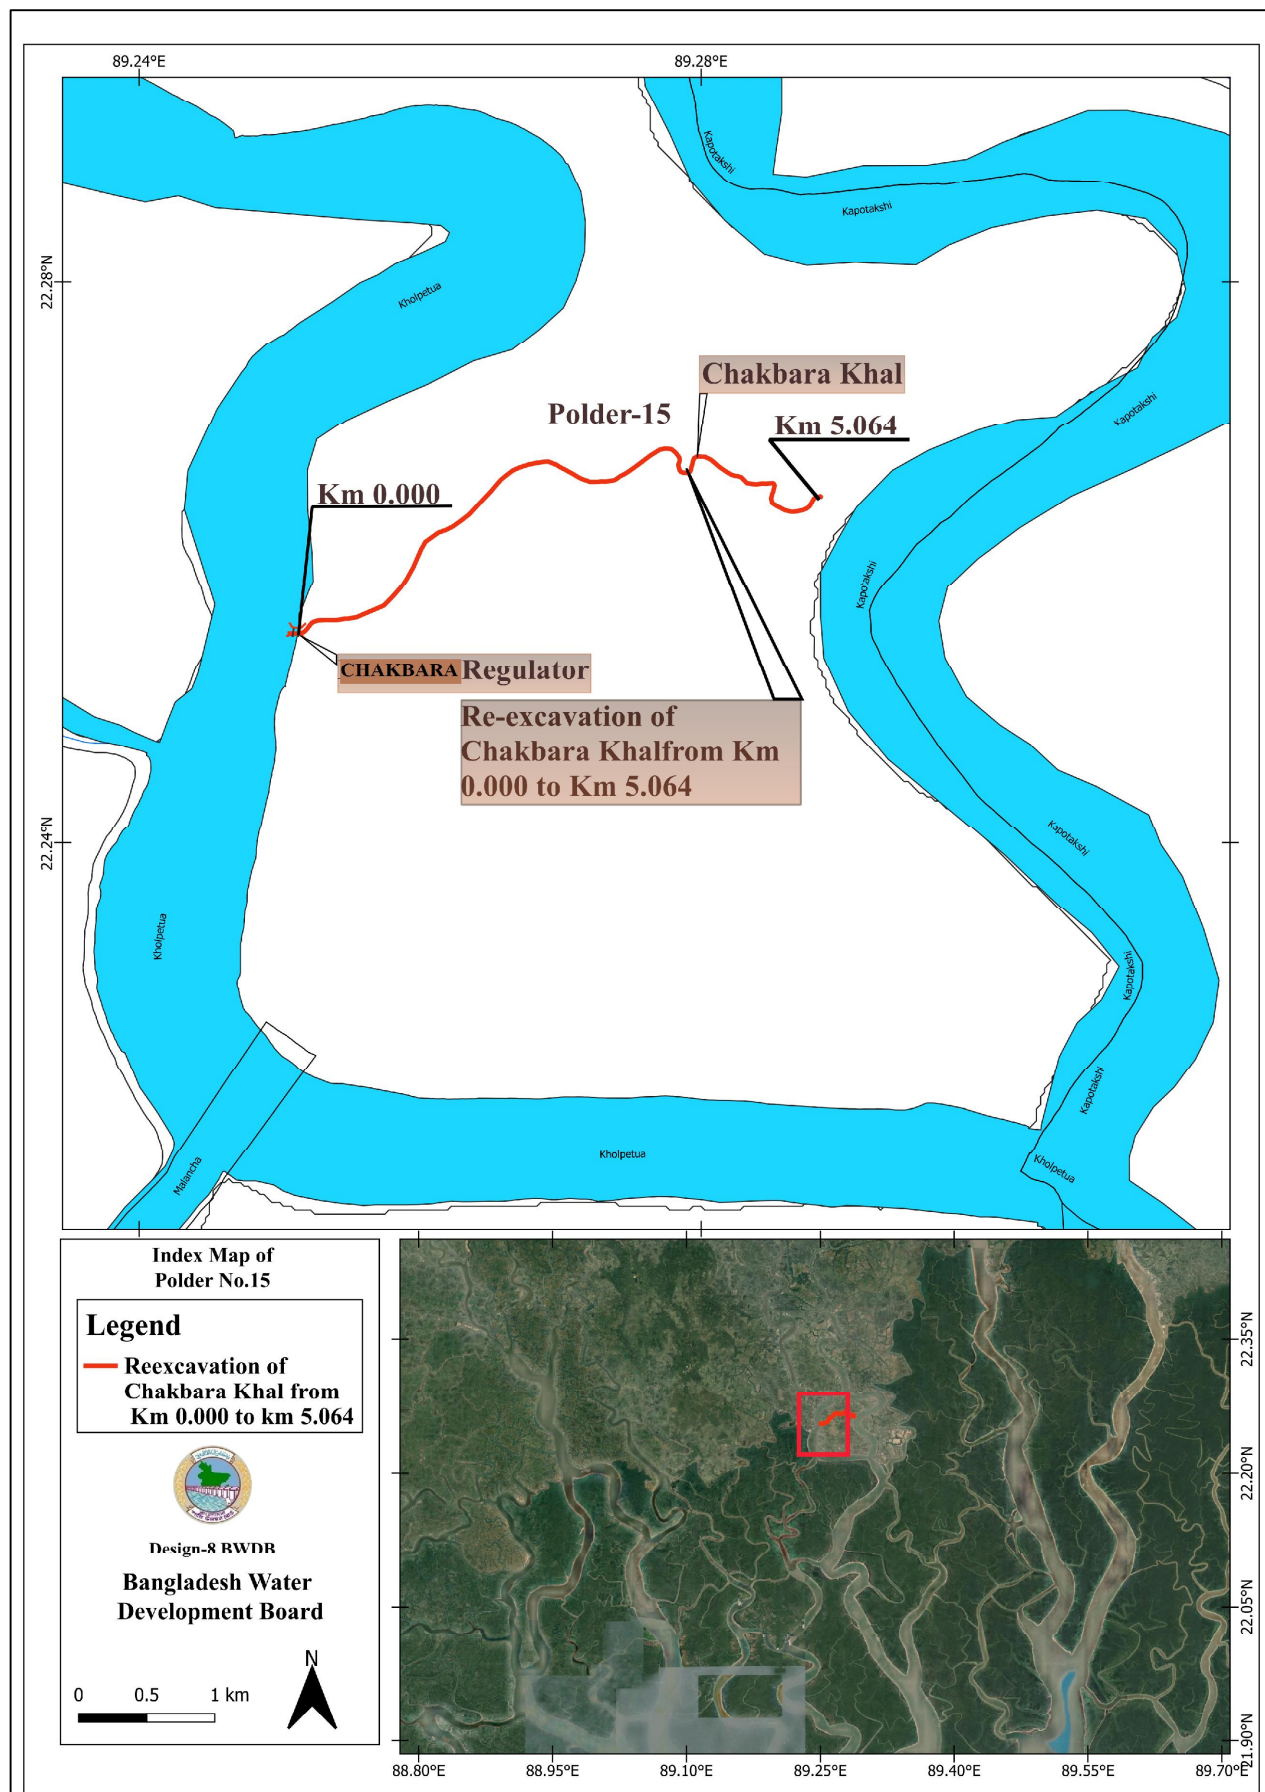 89.24°E
89.28°E
Kapotakshi
Kapotakshi
22.28°N
Kholpetua
Chakbara Khal
Kapotakshi
Polder-15
Km 5.064
Km 0.000
Kapotakshi
CHAKBARA Regulator
Re-excavation of
Chakbara Khalfrom Km
0.000 to Km 5.064
22.24°N
Kapotakshi
Kholpetua
Kapotakshi
Kapotakshi
Kholpetua
Malancha
Kholpetua
Index Map of
Polder No.15
Legend
Reexcavation of
Chakbara Khal from
Km 0.000 to km 5.064
Design-8 BWDB
Bangladesh Water
Development Board
N
0 0.5 1 km
22.35°N
22.20°N
22.05°N
21.90°N
88.80°E 88.95°E 89.10°E 89.25°E 89.40°E 89.55°E 89.70°E